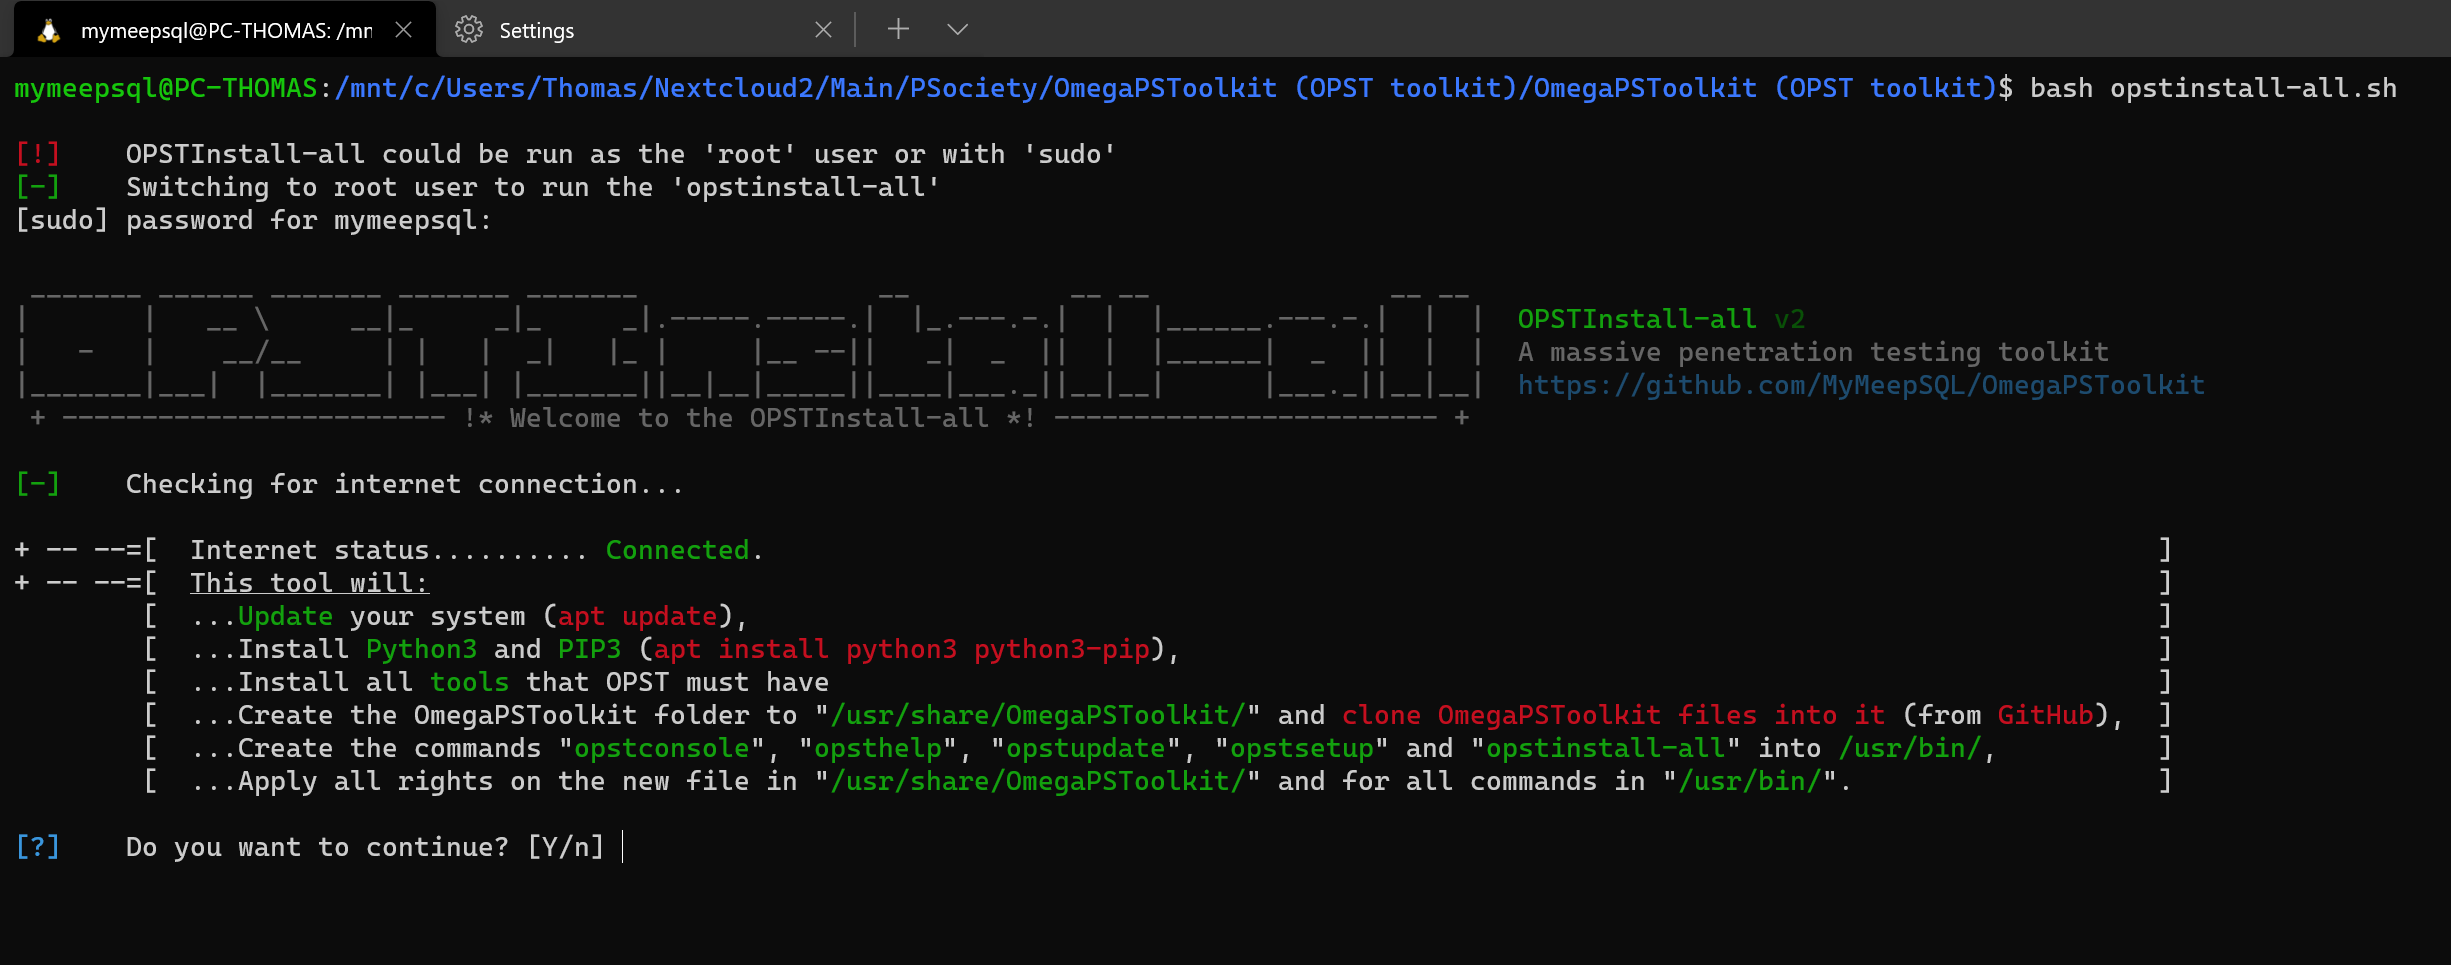 mymeepsql@PC-THOMAS: /mn
Settings
mymeepsql@PC-THOMAS:/mnt/c/Users/Thomas/Nextcloud2/Main/PSociety/OmegaPSToolkit (OPST toolkit)/OmegaPSToolkit (OPST toolkit)$ bash opstinstall-all.sh
[!] OPSTInstall-all could be run as the 'root' user or with 'sudo'
[-] Switching to root user to run the 'opstinstall-all'
[sudo] password for mymeepsql:
OPSTInstall-all
OPSTInstall-all v2
A massive penetration testing toolkit
https://github.com/MyMeepSQL/OmegaPSToolkit
+ ------------------------ !* Welcome to the OPSTInstall-all *! ------------------------ +
[-] Checking for internet connection...
+ -- --=[ Internet status.......... Connected. ]
+ -- --=[ This tool will: ]
[ ...Update your system (apt update), ]
[ ...Install Python3 and PIP3 (apt install python3 python3-pip), ]
[ ...Install all tools that OPST must have ]
[ ...Create the OmegaPSToolkit folder to "/usr/share/OmegaPSToolkit/" and clone OmegaPSToolkit files into it (from GitHub), ]
[ ...Create the commands "opstconsole", "opsthelp", "opstupdate", "opstsetup" and "opstinstall-all" into /usr/bin/, ]
[ ...Apply all rights on the new file in "/usr/share/OmegaPSToolkit/" and for all commands in "/usr/bin/". ]
[?] Do you want to continue? [Y/n]